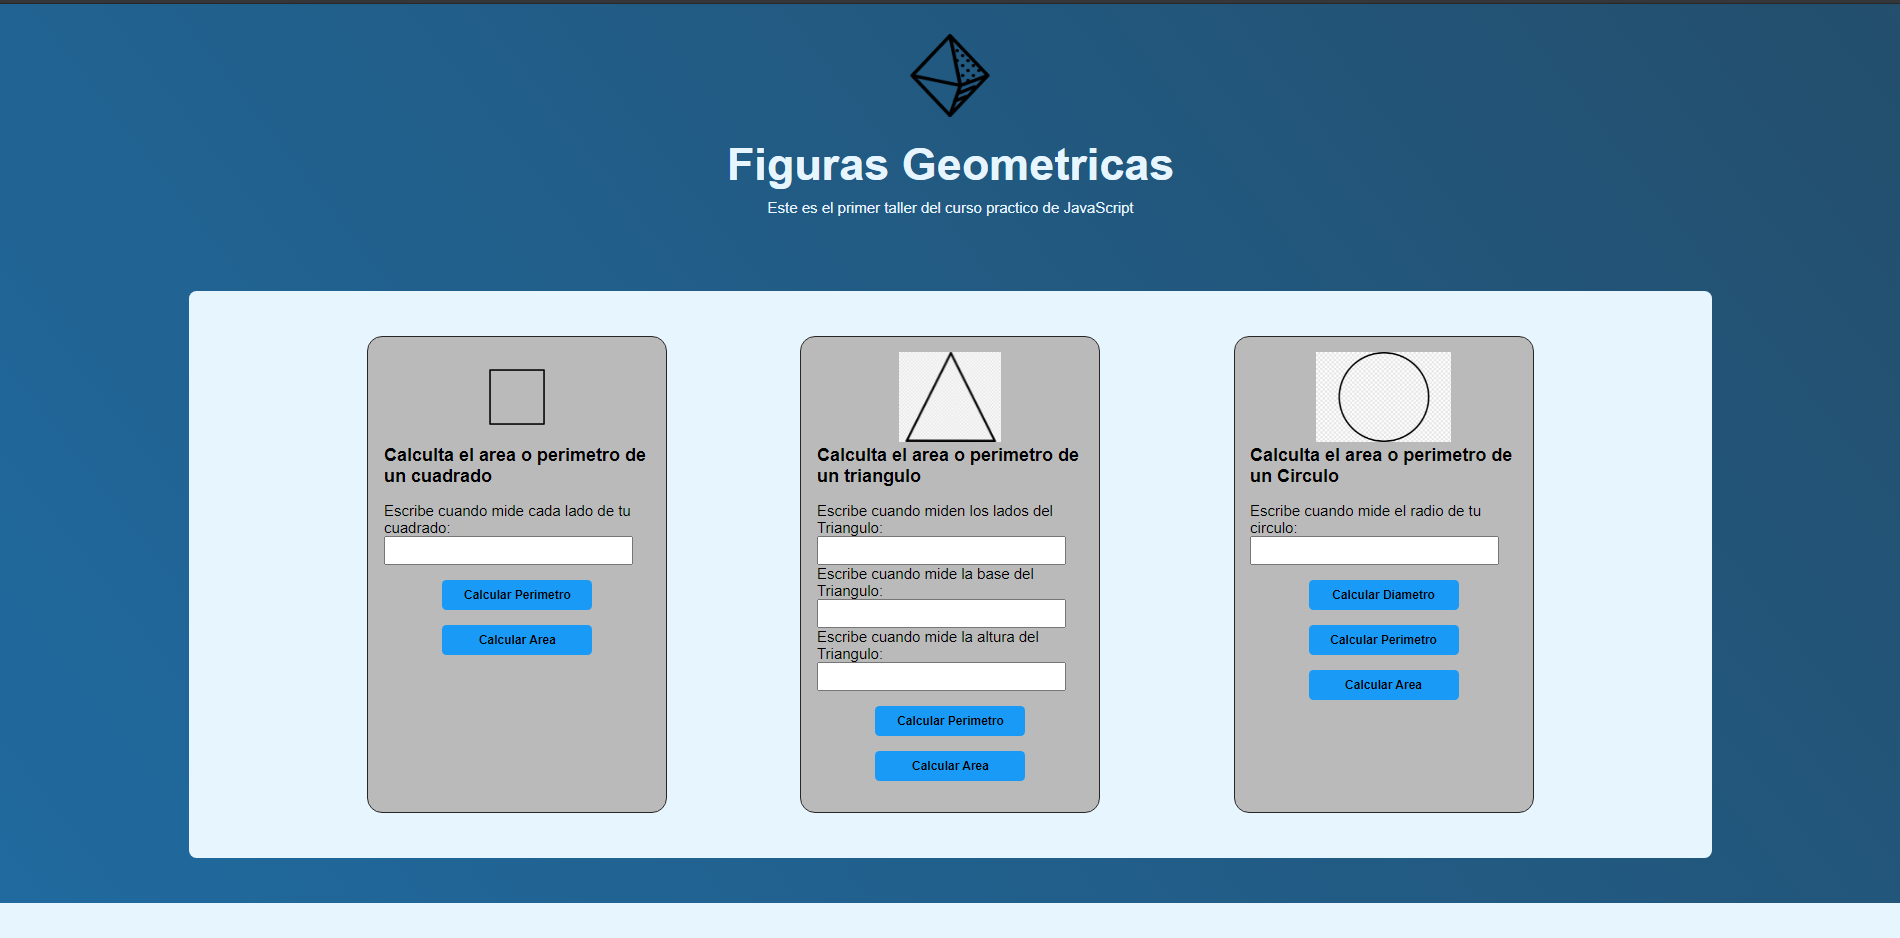 Figuras Geometricas
Este es el primer taller del curso practico de JavaScript
Calculta el area o perimetro de
un cuadrado
Escribe cuando mide cada lado de tu
cuadrado:
Calcular Perimetro
Calcular Area
Calculta el area o perimetro de
un triangulo
Escribe cuando miden los lados del
Triangulo:
Escribe cuando mide la base del
Triangulo:
Escribe cuando mide la altura del
Triangulo:
Calcular Perimetro
Calcular Area
Calculta el area o perimetro de
un Circulo
Escribe cuando mide el radio de tu
circulo:
Calcular Diametro
Calcular Perimetro
Calcular Area